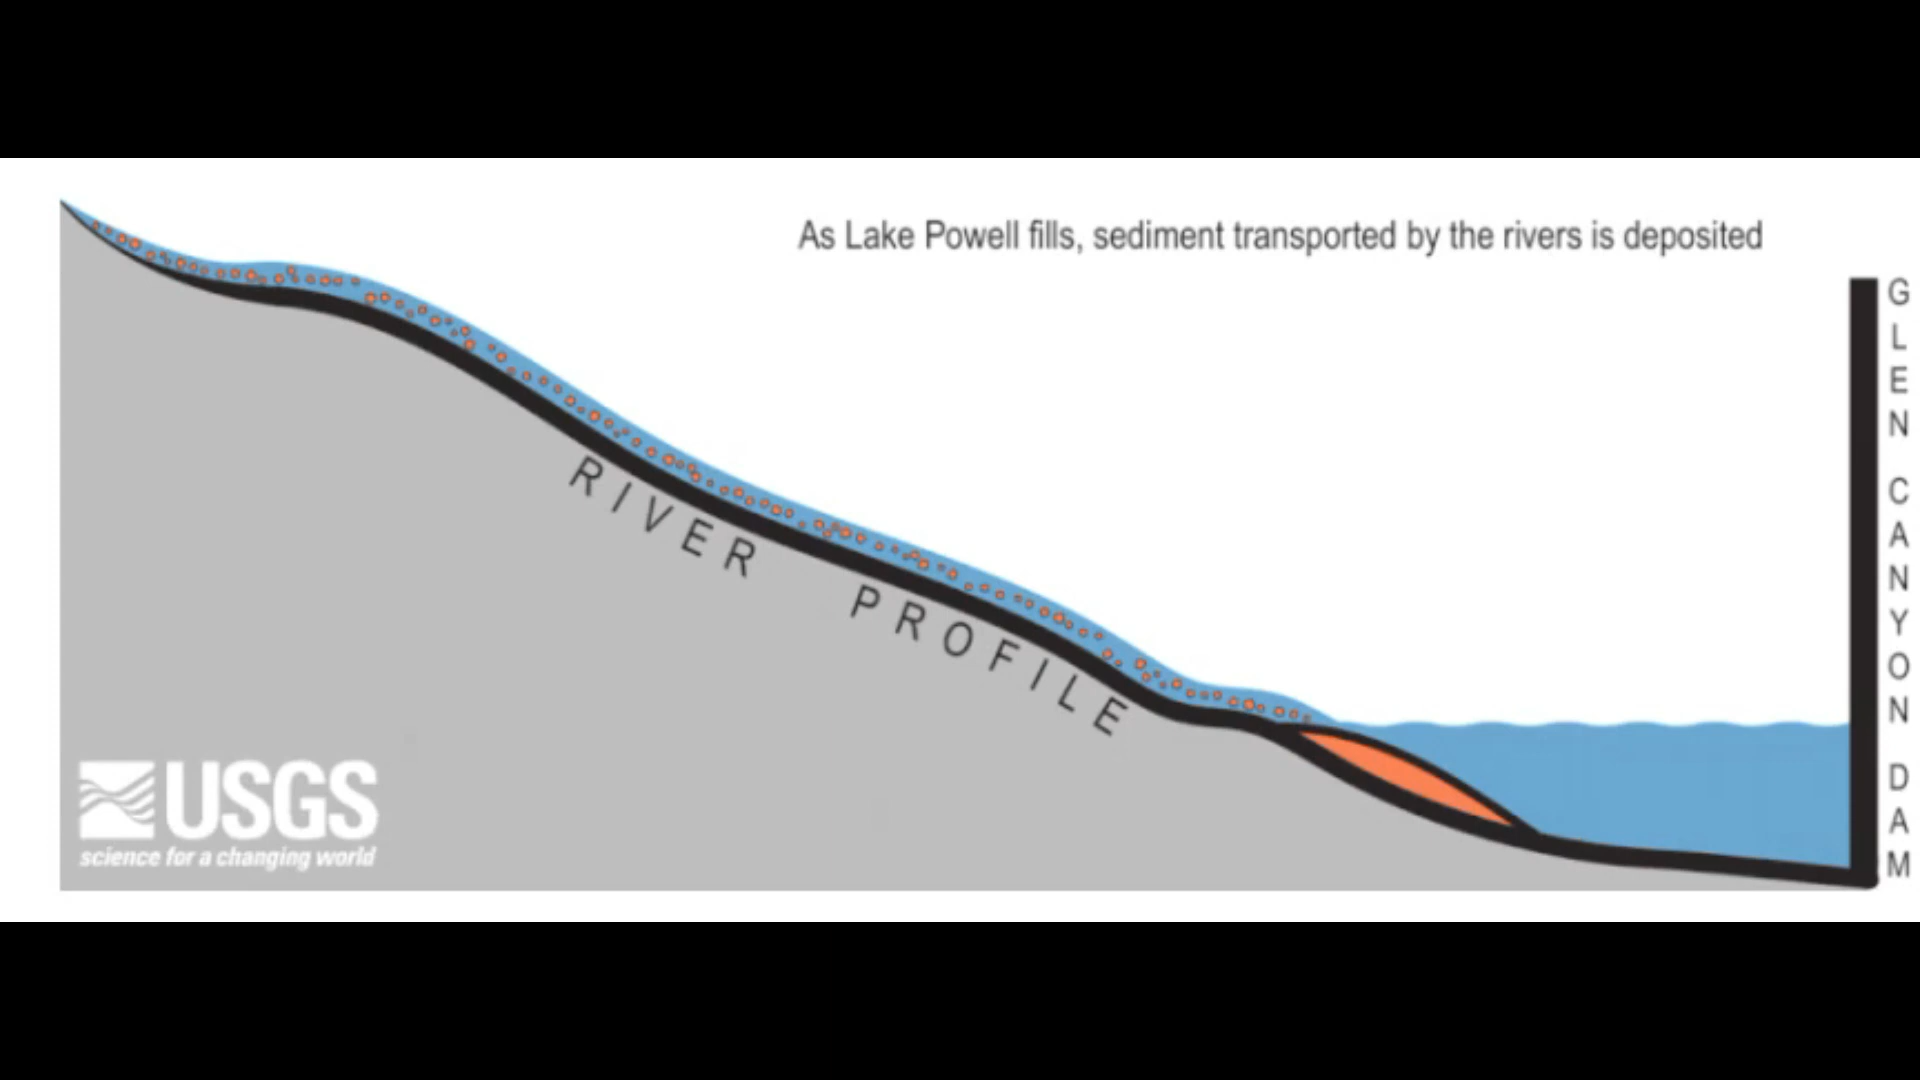 As Lake Powell fills, sediment transported by the rivers is deposited
GLEN CANYON DAM
RIVER PROFILE
USGS
science for a changing world